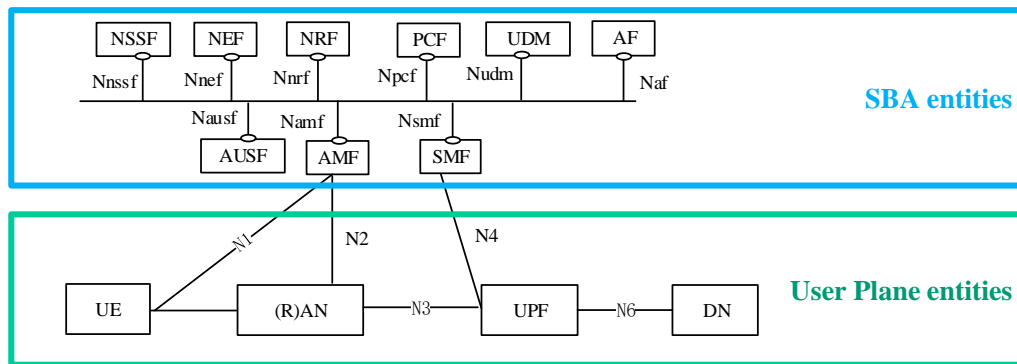 NSSF NEF NRF PCF UDM AF
Nnssf Nnef Nnrf Npcf Nudm Naf
SBA entities
Nausf Namf Nsmf
AUSF AMF SMF
N1 N2 N4
User Plane entities
UE (R)AN N3 UPF N6 DN